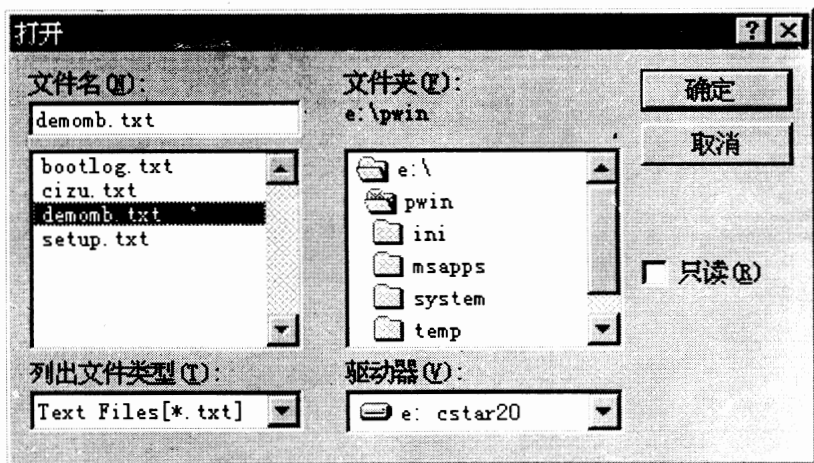 打开
文件名(N):
demomb.txt
bootlog.txt
cizu.txt
demomb.txt
setup.txt
列出文件类型(T):
Text Files[*.txt]
文件夹(F):
e:\pwin
e:\
pwin
ini
msapps
system
temp
驱动器(V):
e: cstar20
确定
取消
只读(R)